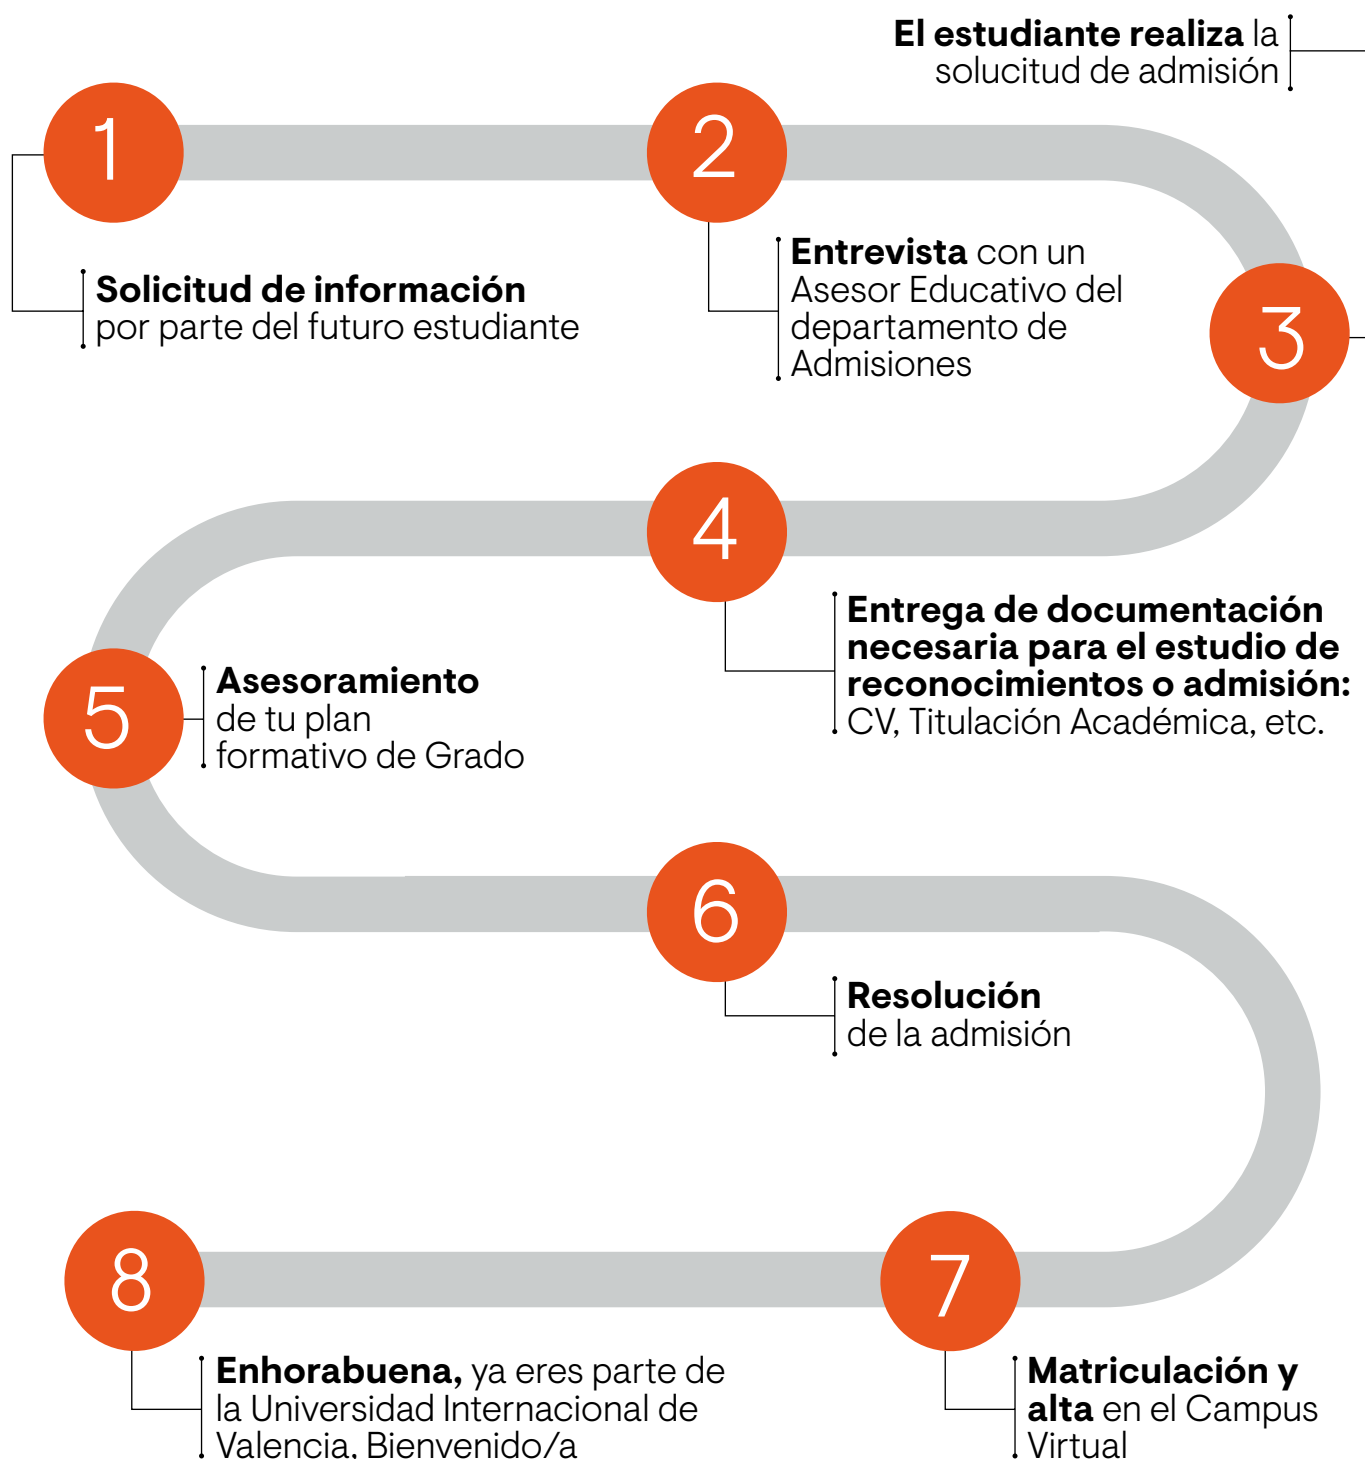 1
Solicitud de información
por parte del futuro estudiante
2
Entrevista con un
Asesor Educativo del
departamento de
Admisiones
El estudiante realiza la
solucitud de admisión
3
4
Entrega de documentación
necesaria para el estudio de
reconocimientos o admisión:
CV, Titulación Académica, etc.
5
Asesoramiento
de tu plan
formativo de Grado
6
Resolución
de la admisión
7
Matriculación y
alta en el Campus
Virtual
8
Enhorabuena, ya eres parte de
la Universidad Internacional de
Valencia, Bienvenido/a